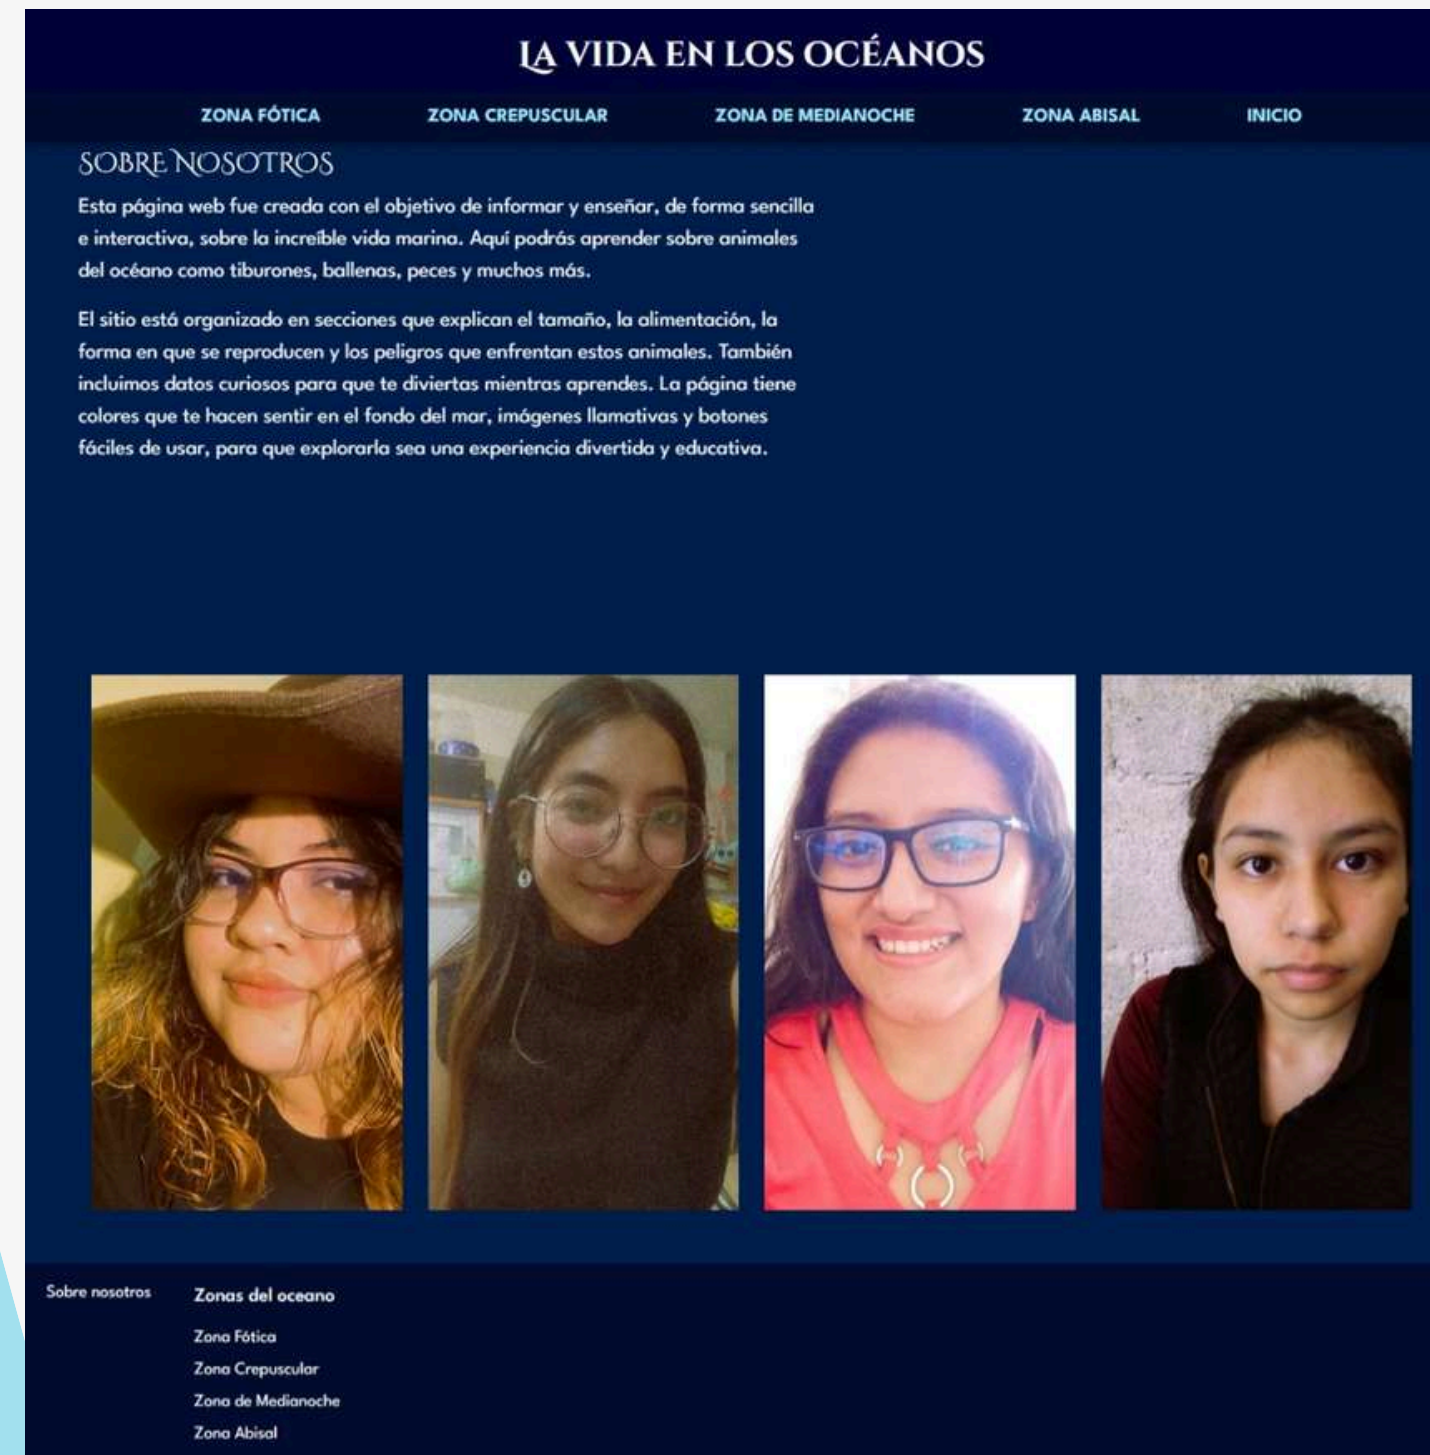 LA VIDA EN LOS OCÉANOS
ZONA FÓTICA ZONA CREPUSCULAR ZONA DE MEDIANOCHE ZONA ABISAL INICIO
SOBRE NOSOTROS
Esta página web fue creada con el objetivo de informar y enseñar, de forma sencilla
e interactiva, sobre la increíble vida marina. Aquí podrás aprender sobre animales
del océano como tiburones, ballenas, peces y muchos más.
El sitio está organizado en secciones que explican el tamaño, la alimentación, la
forma en que se reproducen y los peligros que enfrentan estos animales. También
incluimos datos curiosos para que te diviertas mientras aprendes. La página tiene
colores que te hacen sentir en el fondo del mar, imágenes llamativas y botones
fáciles de usar, para que explorarla sea una experiencia divertida y educativa.
Sobre nosotros
Zonas del oceano
Zona Fótica
Zona Crepuscular
Zona de Medianoche
Zona Abisal